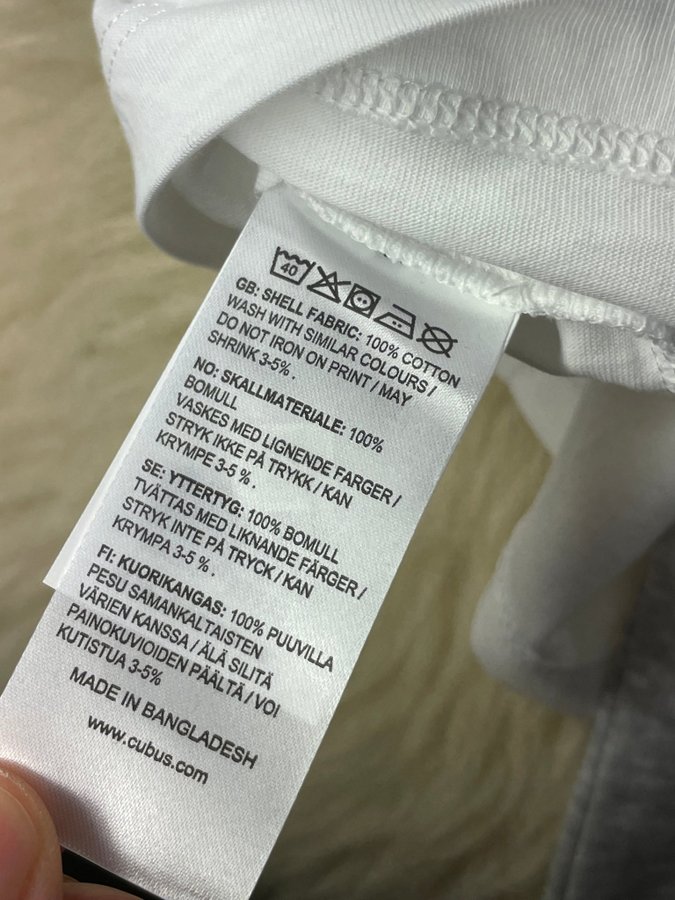 40
GB: SHELL FABRIC: 100% COTTON
WASH WITH SIMILAR COLOURS /
DO NOT IRON ON PRINT / MAY
SHRINK 3-5% .
NO: SKALLMATERIALE: 100%
BOMULL
VASKES MED LIGNENDE FARGER /
STRYK IKKE PÅ TRYKK / KAN
KRYMPE 3-5 % .
SE: YTTERTYG: 100% BOMULL
TVÄTTAS MED LIKNANDE FÄRGER /
STRYK INTE PÅ TRYCK / KAN
KRYMPA 3-5 % .
FI: KUORIKANGAS: 100% PUUVILLA
PESU SAMANKALTAISTEN
VÄRIEN KANSSA / ÄLÄ SILITÄ
PAINOKUVIOIDEN PÄÄLTÄ / VOI
KUTISTUA 3-5%
MADE IN BANGLADESH
www.cubus.com